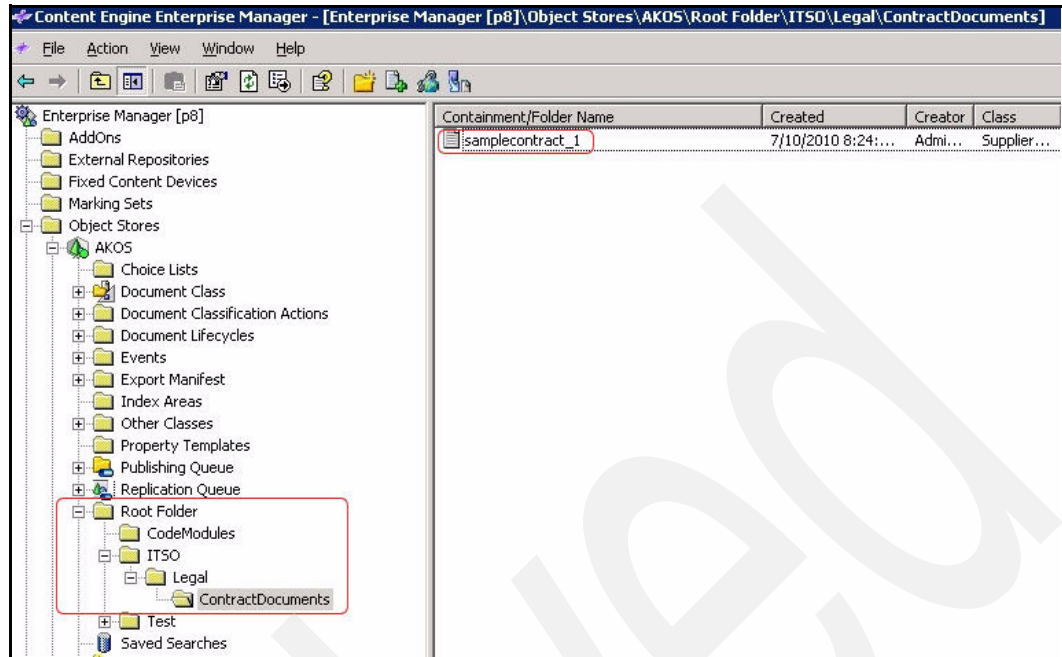 Content Engine Enterprise Manager - [Enterprise Manager [p8]\Object Stores\AKOS\Root Folder\ITSO\Legal\ContractDocuments]
File Action View Window Help
Enterprise Manager [p8]
AddOns
External Repositories
Fixed Content Devices
Marking Sets
Object Stores
AKOS
Choice Lists
Document Class
Document Classification Actions
Document Lifecycles
Events
Export Manifest
Index Areas
Other Classes
Property Templates
Publishing Queue
Replication Queue
Root Folder
CodeModules
ITSO
Legal
ContractDocuments
Test
Saved Searches
Containment/Folder Name Created Creator Class
samplecontract_1 7/10/2010 8:24:... Admi... Supplier...